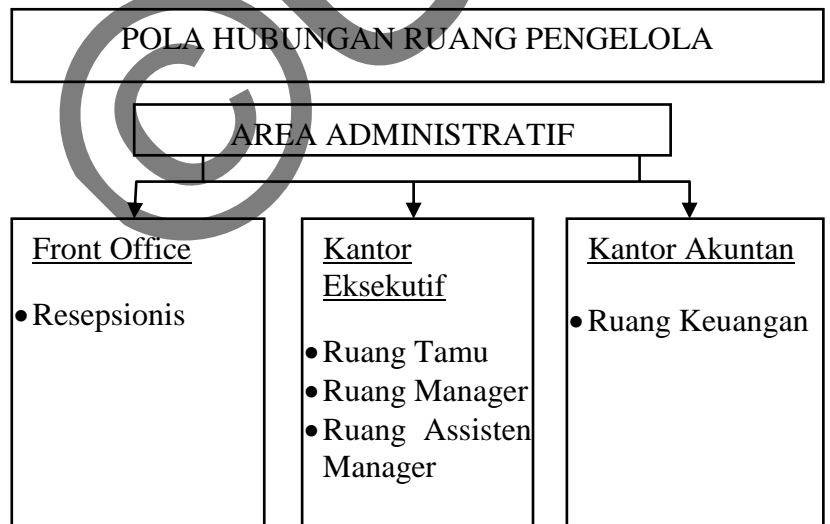 POLA HUBUNGAN RUANG PENGELOLA
AREA ADMINISTRATIF
Front Office
•Resepsionis
Kantor
Eksekutif
•Ruang Tamu
•Ruang Manager
•Ruang Assisten
Manager
Kantor Akuntan
•Ruang Keuangan